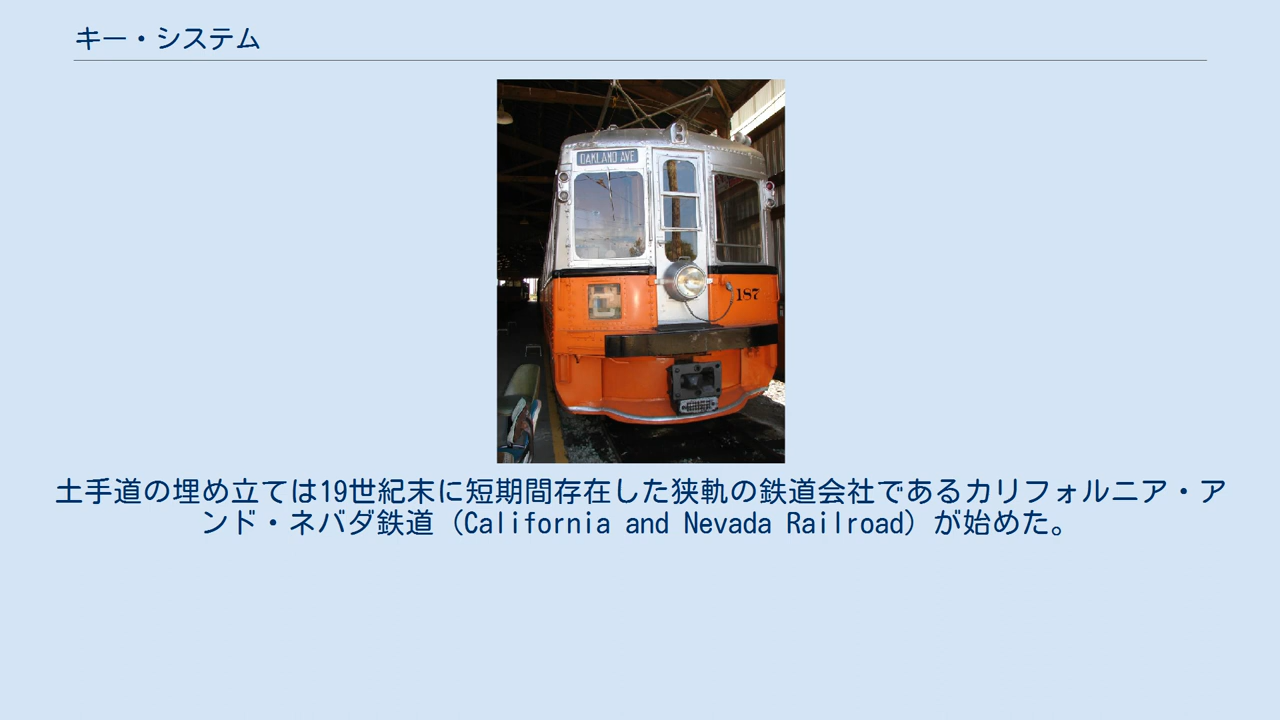 キー・システム
OAKLAND AVE
187
土手道の埋め立ては19世紀末に短期間存在した狭軌の鉄道会社であるカリフォルニア・ア
ンド・ネバダ鉄道（California and Nevada Railroad）が始めた。